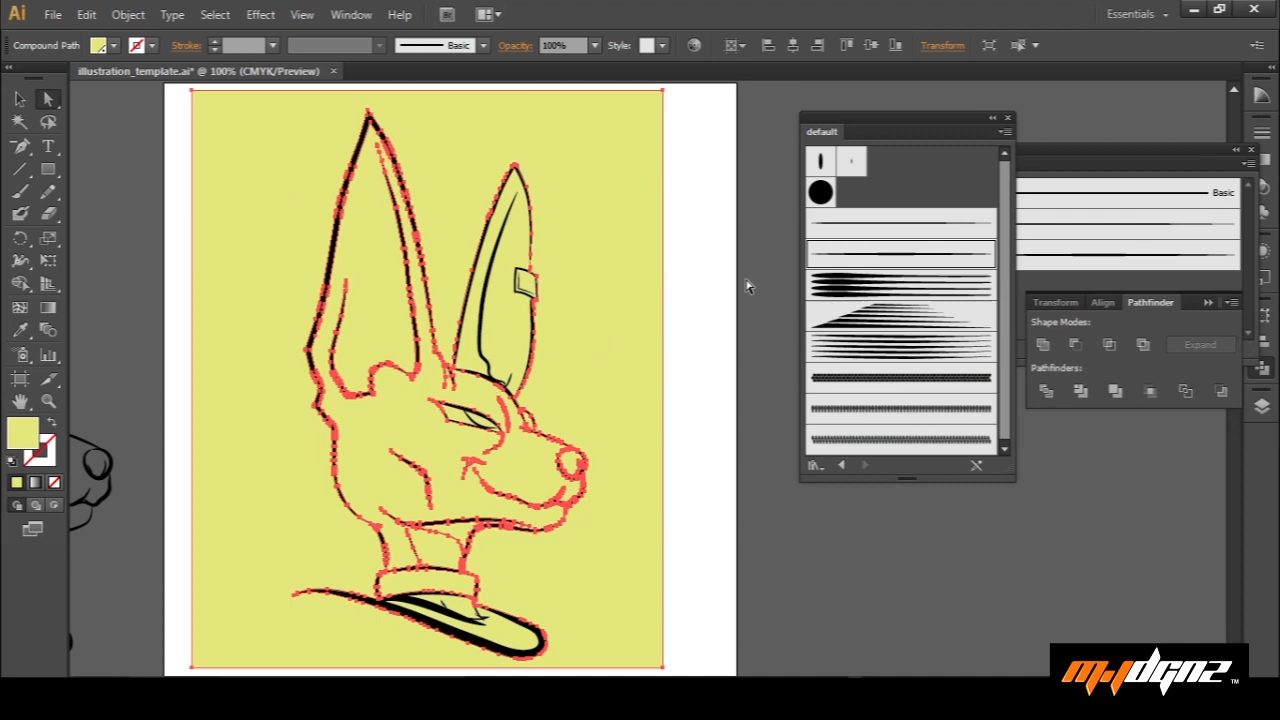 Ai File Edit Object Type Select Effect View Window Help Br Essentials
Compound Path Stroke: Basic Opacity: 100% Style: Transform
illustration_template.ai* @ 100% (CMYK/Preview)
default
Basic
Transform Align Pathfinder
Shape Modes:
Expand
Pathfinders: